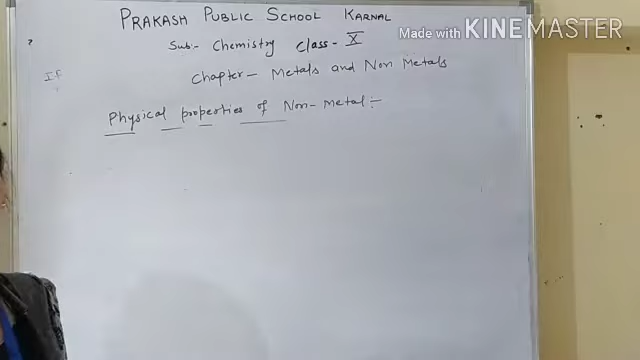 PRAKASH PUBLIC SCHOOL KARNAL
Made with KINEMASTER
Sub:- Chemistry Class - X
Chapter - Metals and Non Metals
Physical properties of Non-metal :-